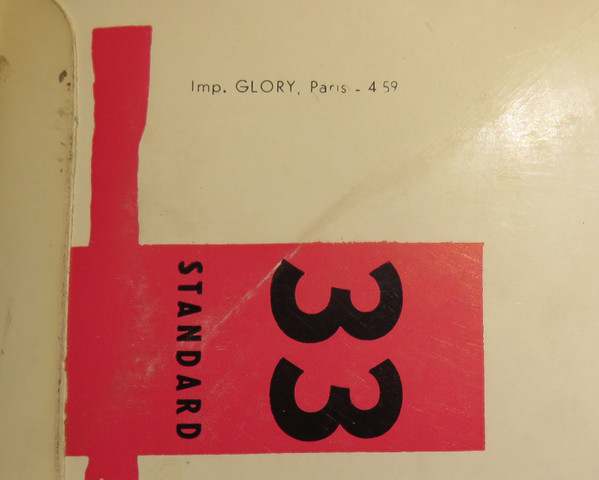 Imp. GLORY, Paris - 4 59
33
STANDARD